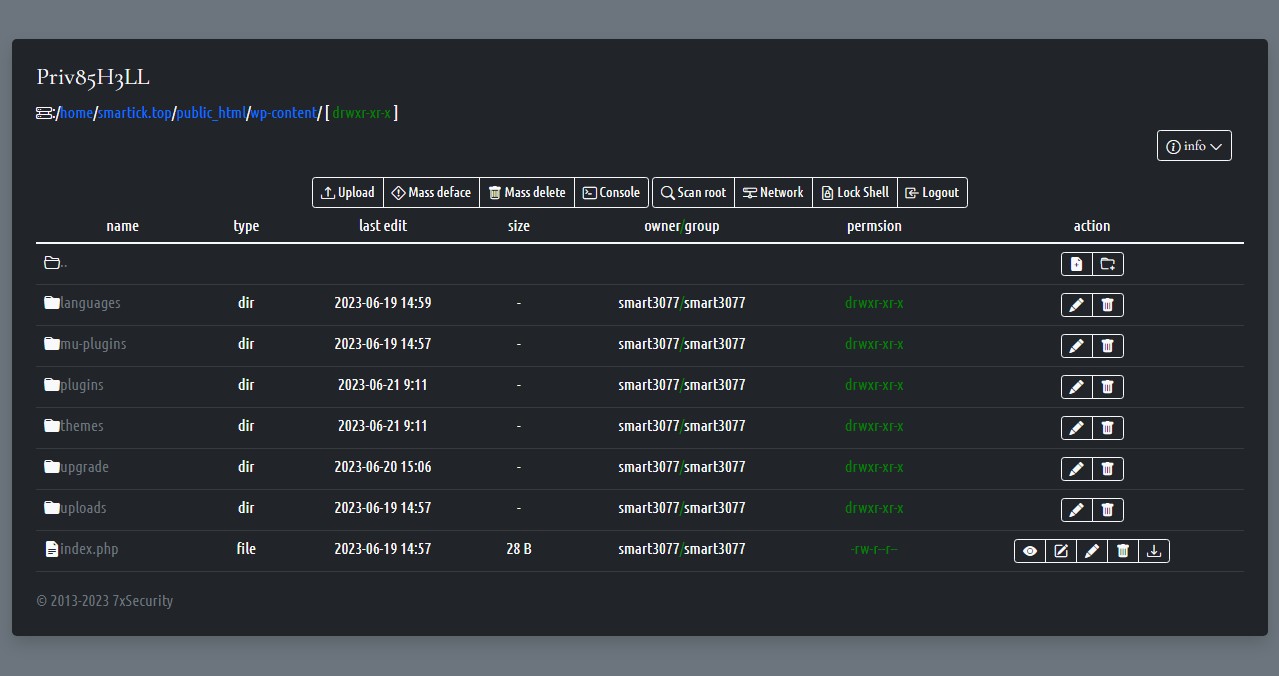 Priv85H3LL
:/home/smartick.top/public_html/wp-content/ [ drwxr-xr-x ]
info
Upload Mass deface Mass delete Console Scan root Network Lock Shell Logout
name type last edit size owner/group permsion action
..
languages dir 2023-06-19 14:59 - smart3077/smart3077 drwxr-xr-x
mu-plugins dir 2023-06-19 14:57 - smart3077/smart3077 drwxr-xr-x
plugins dir 2023-06-21 9:11 - smart3077/smart3077 drwxr-xr-x
themes dir 2023-06-21 9:11 - smart3077/smart3077 drwxr-xr-x
upgrade dir 2023-06-20 15:06 - smart3077/smart3077 drwxr-xr-x
uploads dir 2023-06-19 14:57 - smart3077/smart3077 drwxr-xr-x
index.php file 2023-06-19 14:57 28 B smart3077/smart3077 -rw-r--r--
© 2013-2023 7xSecurity